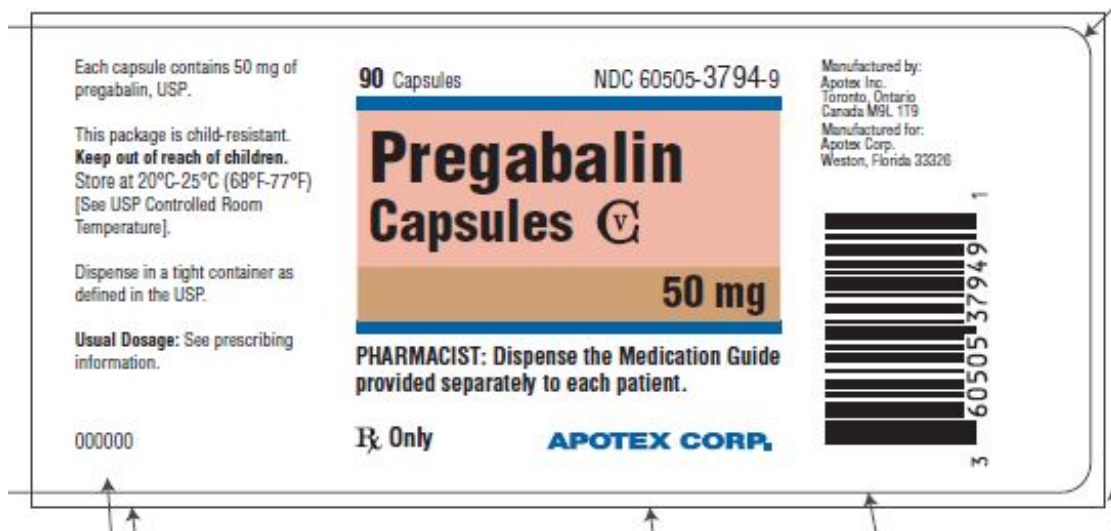 Each capsule contains 50 mg of
pregabalin, USP.
This package is child-resistant.
Keep out of reach of children.
Store at 20°C-25°C (68°F-77°F)
[See USP Controlled Room
Temperature].
Dispense in a tight container as
defined in the USP.
Usual Dosage: See prescribing
information.
000000
90 Capsules NDC 60505-3794-9
Pregabalin
Capsules CV
50 mg
PHARMACIST: Dispense the Medication Guide
provided separately to each patient.
Rx Only APOTEX CORP.
Manufactured by:
Apotex Inc.
Toronto, Ontario
Canada M9L 1T9
Manufactured for:
Apotex Corp.
Weston, Florida 33326
3 60505 37949 1